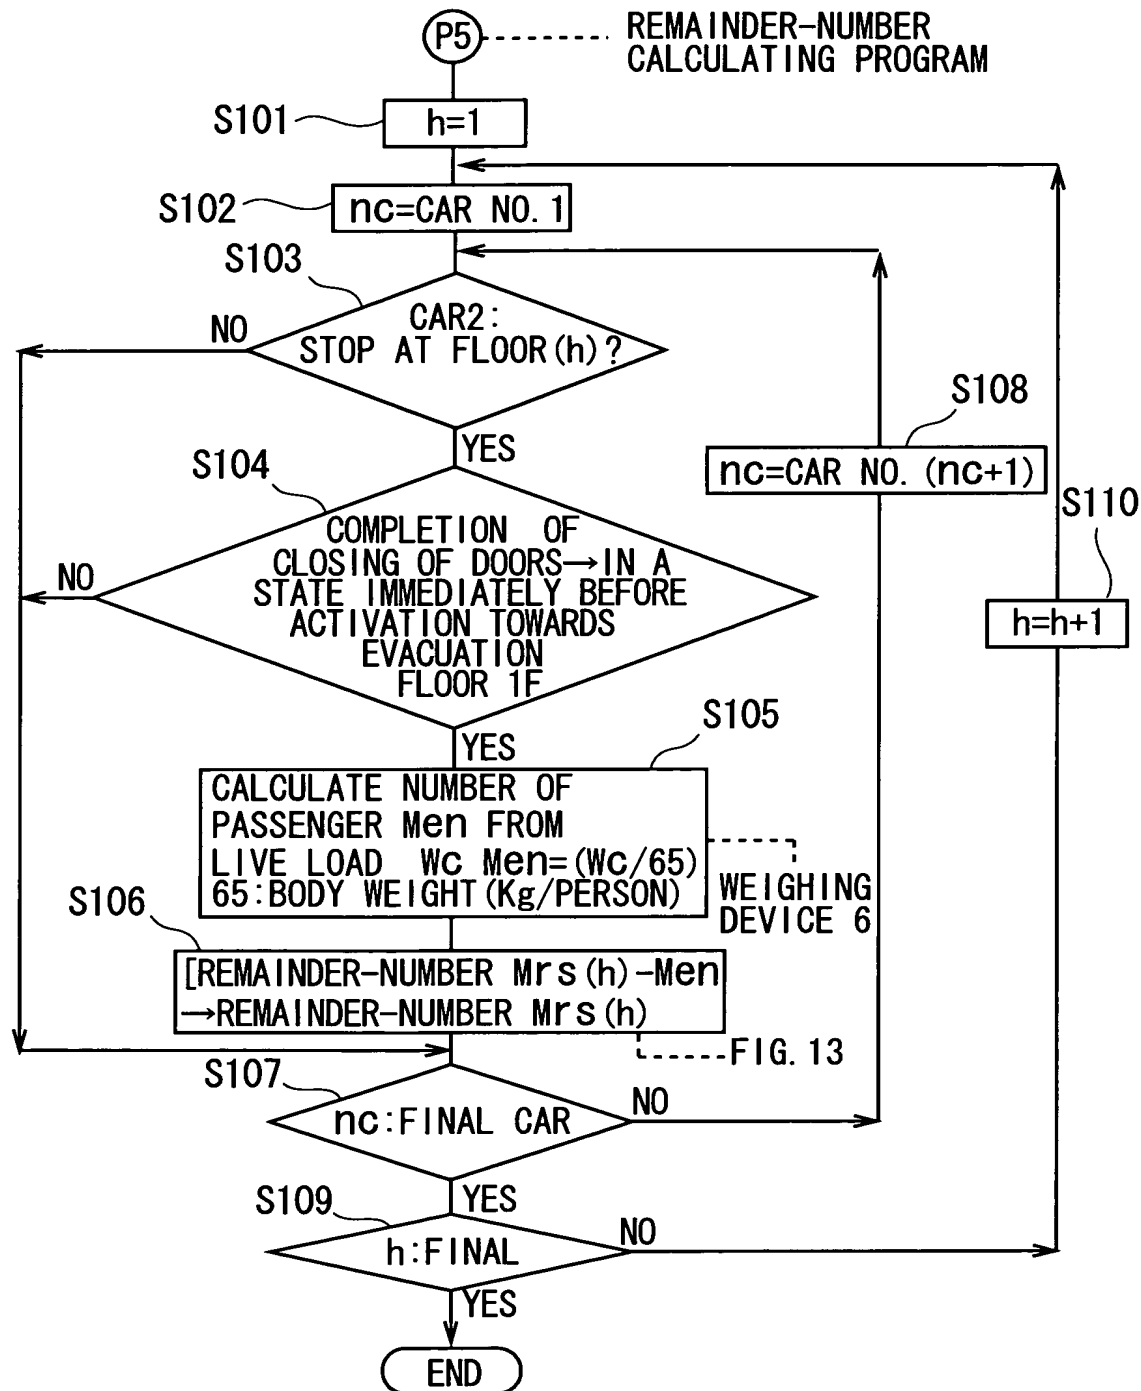 P5
REMAINDER-NUMBER
CALCULATING PROGRAM
S101
h=1
S102
nc=CAR NO.1
S103
CAR2:
STOP AT FLOOR(h)?
NO
YES
S108
nc=CAR NO.(nc+1)
S104
COMPLETION OF
CLOSING OF DOORS→IN A
STATE IMMEDIATELY BEFORE
ACTIVATION TOWARDS
EVACUATION
FLOOR 1F
NO
YES
S110
h=h+1
S105
CALCULATE NUMBER OF
PASSENGER Men FROM
LIVE LOAD Wc Men=(Wc/65)
65:BODY WEIGHT(Kg/PERSON)
WEIGHING
DEVICE 6
S106
[REMAINDER-NUMBER Mrs(h)-Men
→REMAINDER-NUMBER Mrs(h)
FIG.13
S107
nc:FINAL CAR
NO
YES
S109
h:FINAL
NO
YES
END